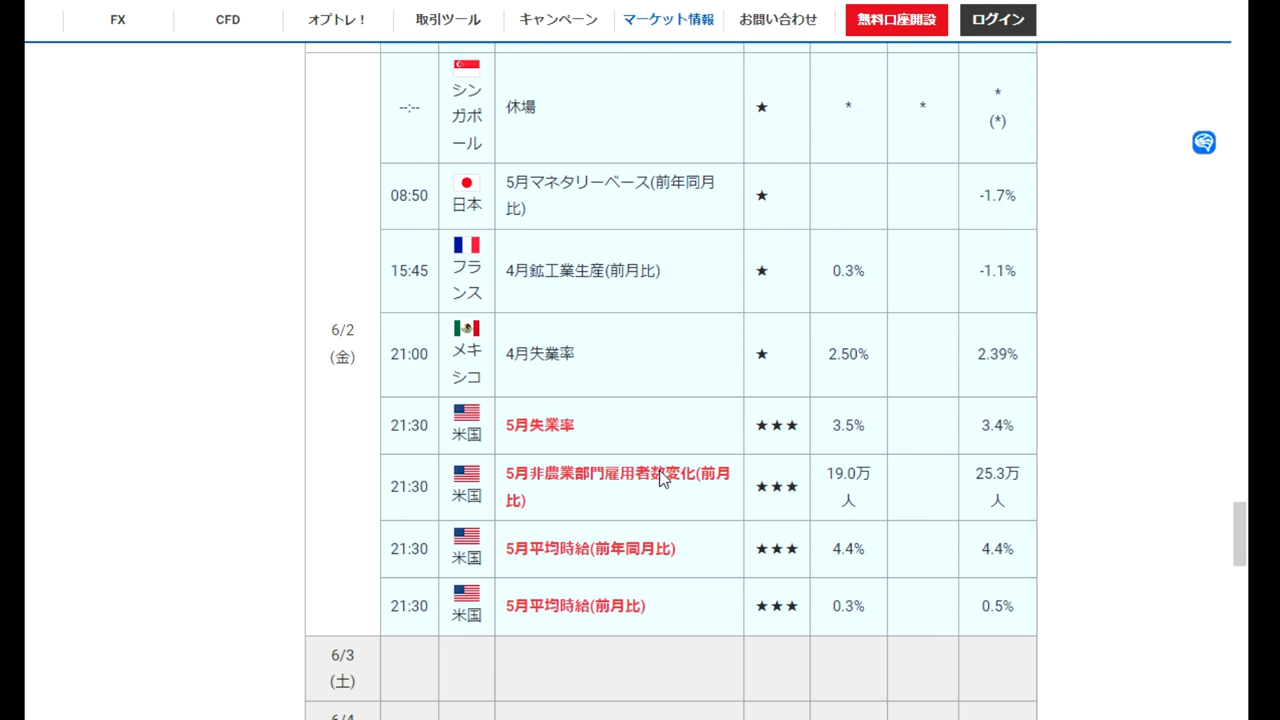 FX
CFD
オプトレ！
取引ツール
キャンペーン
マーケット情報
お問い合わせ
無料口座開設
ログイン
6/2
(金)
--:--
シン
ガポ
ール
休場
★
*
*
*
(*)
08:50
日本
5月マネタリーベース(前年同月
比)
★
-1.7%
15:45
フラ
ンス
4月鉱工業生産(前月比)
★
0.3%
-1.1%
21:00
メキ
シコ
4月失業率
★
2.50%
2.39%
21:30
米国
5月失業率
★★★
3.5%
3.4%
21:30
米国
5月非農業部門雇用者数変化(前月
比)
★★★
19.0万
人
25.3万
人
21:30
米国
5月平均時給(前年同月比)
★★★
4.4%
4.4%
21:30
米国
5月平均時給(前月比)
★★★
0.3%
0.5%
6/3
(土)
6/4